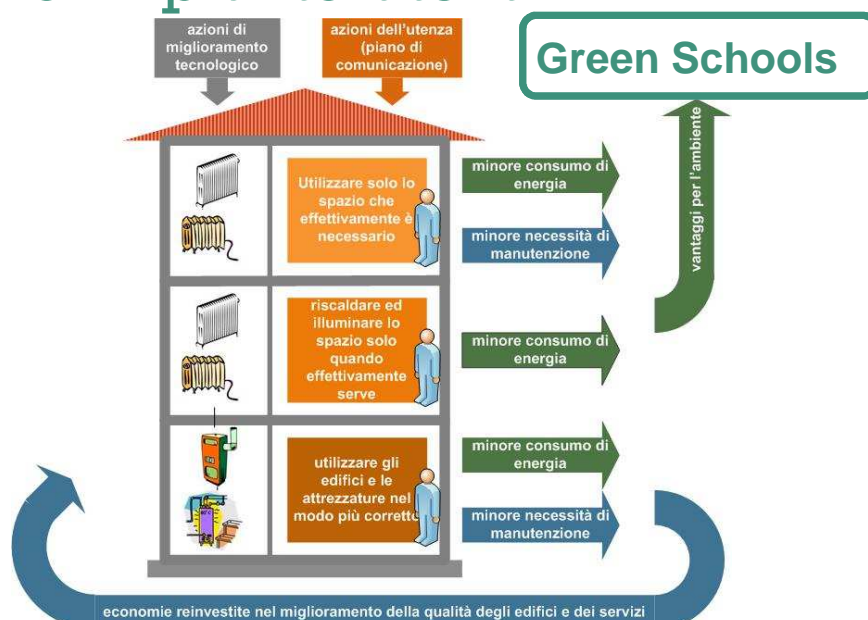 azioni di
miglioramento
tecnologico
azioni dell'utenza
(piano di
comunicazione)
Green Schools
Utilizzare solo lo
spazio che
effettivamente è
necessario
minore consumo di
energia
minore necessità di
manutenzione
vantaggi per l'ambiente
riscaldare ed
illuminare lo
spazio solo
quando
effettivamente
serve
minore consumo di
energia
utilizzare gli
edifici e le
attrezzature nel
modo più corretto
minore consumo di
energia
minore necessità di
manutenzione
economie reinvestite nel miglioramento della qualità degli edifici e dei servizi